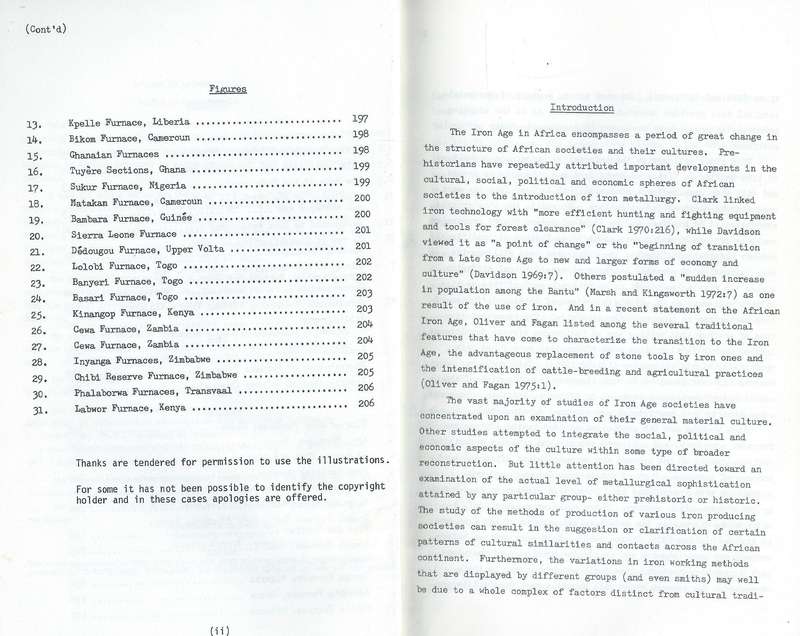 (Cont'd)
Figures
13. Kpelle Furnace, Liberia ............................ 197
14. Bikom Furnace, Cameroun ............................ 198
15. Ghanaian Furnaces .................................. 198
16. Tuyère Sections, Ghana ............................. 199
17. Sukur Furnace, Nigeria ............................. 199
18. Matakan Furnace, Cameroun .......................... 200
19. Bambara Furnace, Guinée ............................ 200
20. Sierra Leone Furnace ............................... 201
21. Dédougou Furnace, Upper Volta ...................... 201
22. Lolobi Furnace, Togo ............................... 202
23. Banyeri Furnace, Togo .............................. 202
24. Basari Furnace, Togo ............................... 203
25. Kinangop Furnace, Kenya ............................ 203
26. Cewa Furnace, Zambia ............................... 204
27. Cewa Furnace, Zambia ............................... 204
28. Inyanga Furnaces, Zimbabwe ......................... 205
29. Chibi Reserve Furnace, Zimbabwe .................... 205
30. Phalaborwa Furnaces, Transvaal ..................... 206
31. Labwor Furnace, Kenya .............................. 206
Thanks are tendered for permission to use the illustrations.
For some it has not been possible to identify the copyright
holder and in these cases apologies are offered.
(ii)
Introduction
The Iron Age in Africa encompasses a period of great change in
the structure of African societies and their cultures. Pre-
historians have repeatedly attributed important developments in the
cultural, social, political and economic spheres of African
societies to the introduction of iron metallurgy. Clark linked
iron technology with "more efficient hunting and fighting equipment
and tools for forest clearance" (Clark 1970:216), while Davidson
viewed it as "a point of change" or the "beginning of transition
from a Late Stone Age to new and larger forms of economy and
culture" (Davidson 1969:7). Others postulated a "sudden increase
in population among the Bantu" (Marsh and Kingsworth 1972:7) as one
result of the use of iron. And in a recent statement on the African
Iron Age, Oliver and Fagan listed among the several traditional
features that have come to characterize the transition to the Iron
Age, the advantageous replacement of stone tools by iron ones and
the intensification of cattle-breeding and agricultural practices
(Oliver and Fagan 1975:1).
The vast majority of studies of Iron Age societies have
concentrated upon an examination of their general material culture.
Other studies attempted to integrate the social, political and
economic aspects of the culture within some type of broader
reconstruction. But little attention has been directed toward an
examination of the actual level of metallurgical sophistication
attained by any particular group- either prehistoric or historic.
The study of the methods of production of various iron producing
societies can result in the suggestion or clarification of certain
patterns of cultural similarities and contacts across the African
continent. Furthermore, the variations in iron working methods
that are displayed by different groups (and even smiths) may well
be due to a whole complex of factors distinct from cultural tradi-